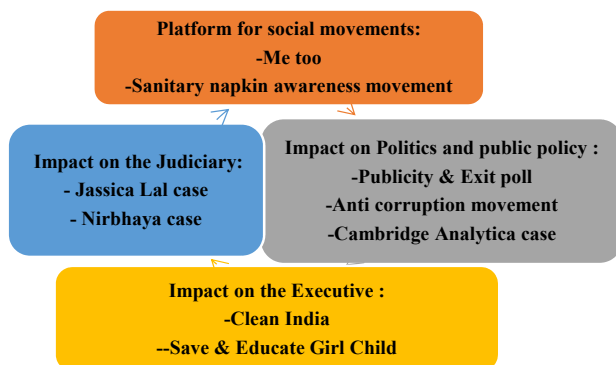 Platform for social movements:
-Me too
-Sanitary napkin awareness movement
Impact on the Judiciary:
- Jassica Lal case
- Nirbhaya case
Impact on Politics and public policy :
-Publicity & Exit poll
-Anti corruption movement
-Cambridge Analytica case
Impact on the Executive :
-Clean India
--Save & Educate Girl Child